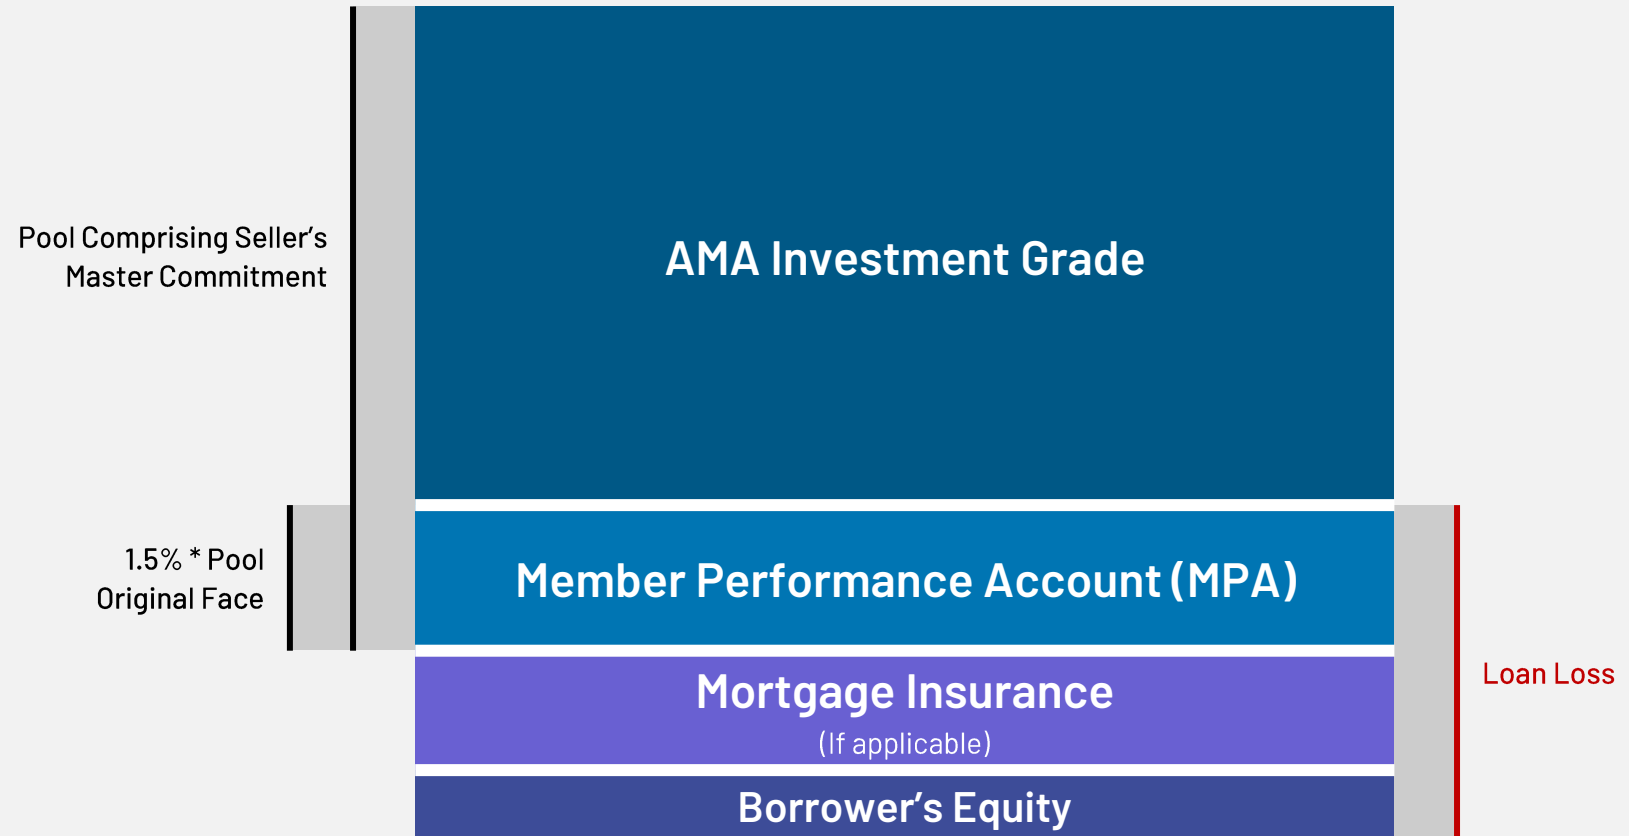 Pool Comprising Seller’s
Master Commitment
AMA Investment Grade
1.5% * Pool
Original Face
Member Performance Account (MPA)
Mortgage Insurance
(If applicable)
Loan Loss
Borrower’s Equity